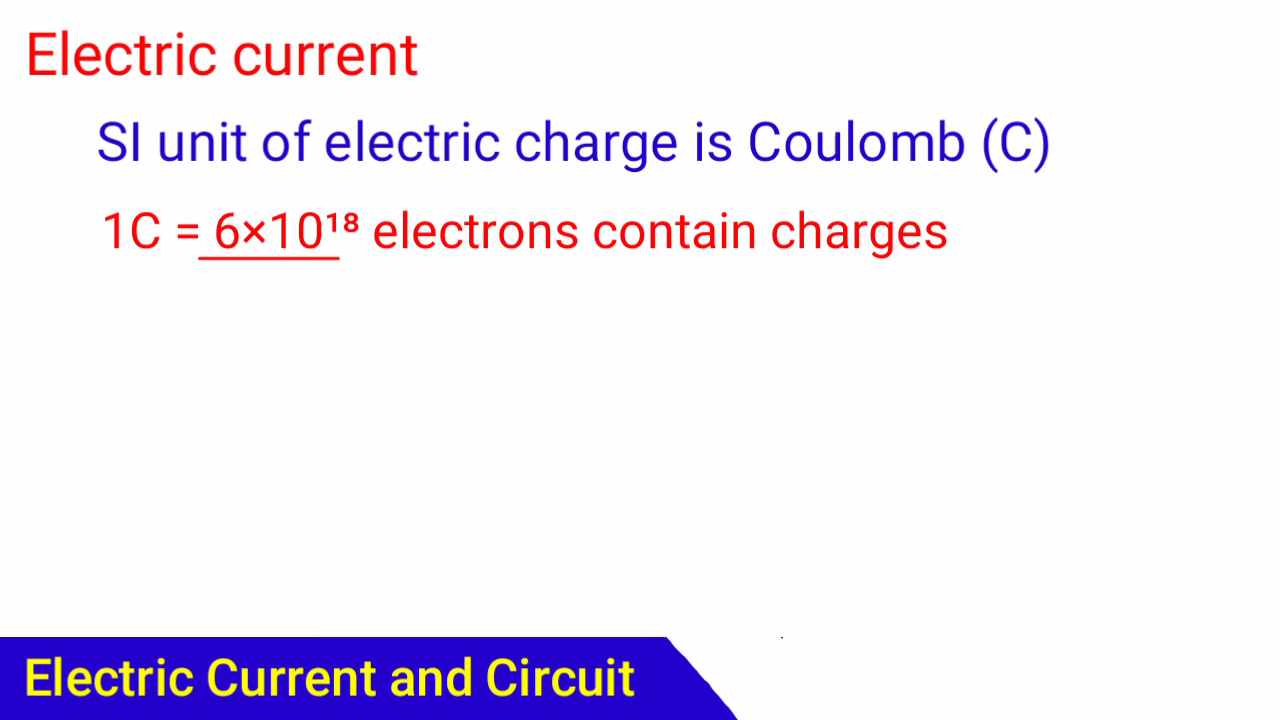 Electric current
SI unit of electric charge is Coulomb (C)
1C = 6×10¹⁸ electrons contain charges
Electric Current and Circuit